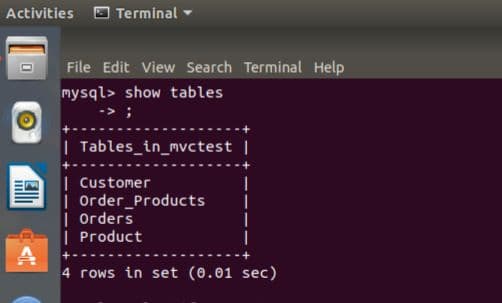 Activities Terminal
File Edit View Search Terminal Help
mysql> show tables
    -> ;
+-------------------+
| Tables_in_mvctest |
+-------------------+
| Customer          |
| Order_Products    |
| Orders            |
| Product           |
+-------------------+
4 rows in set (0.01 sec)